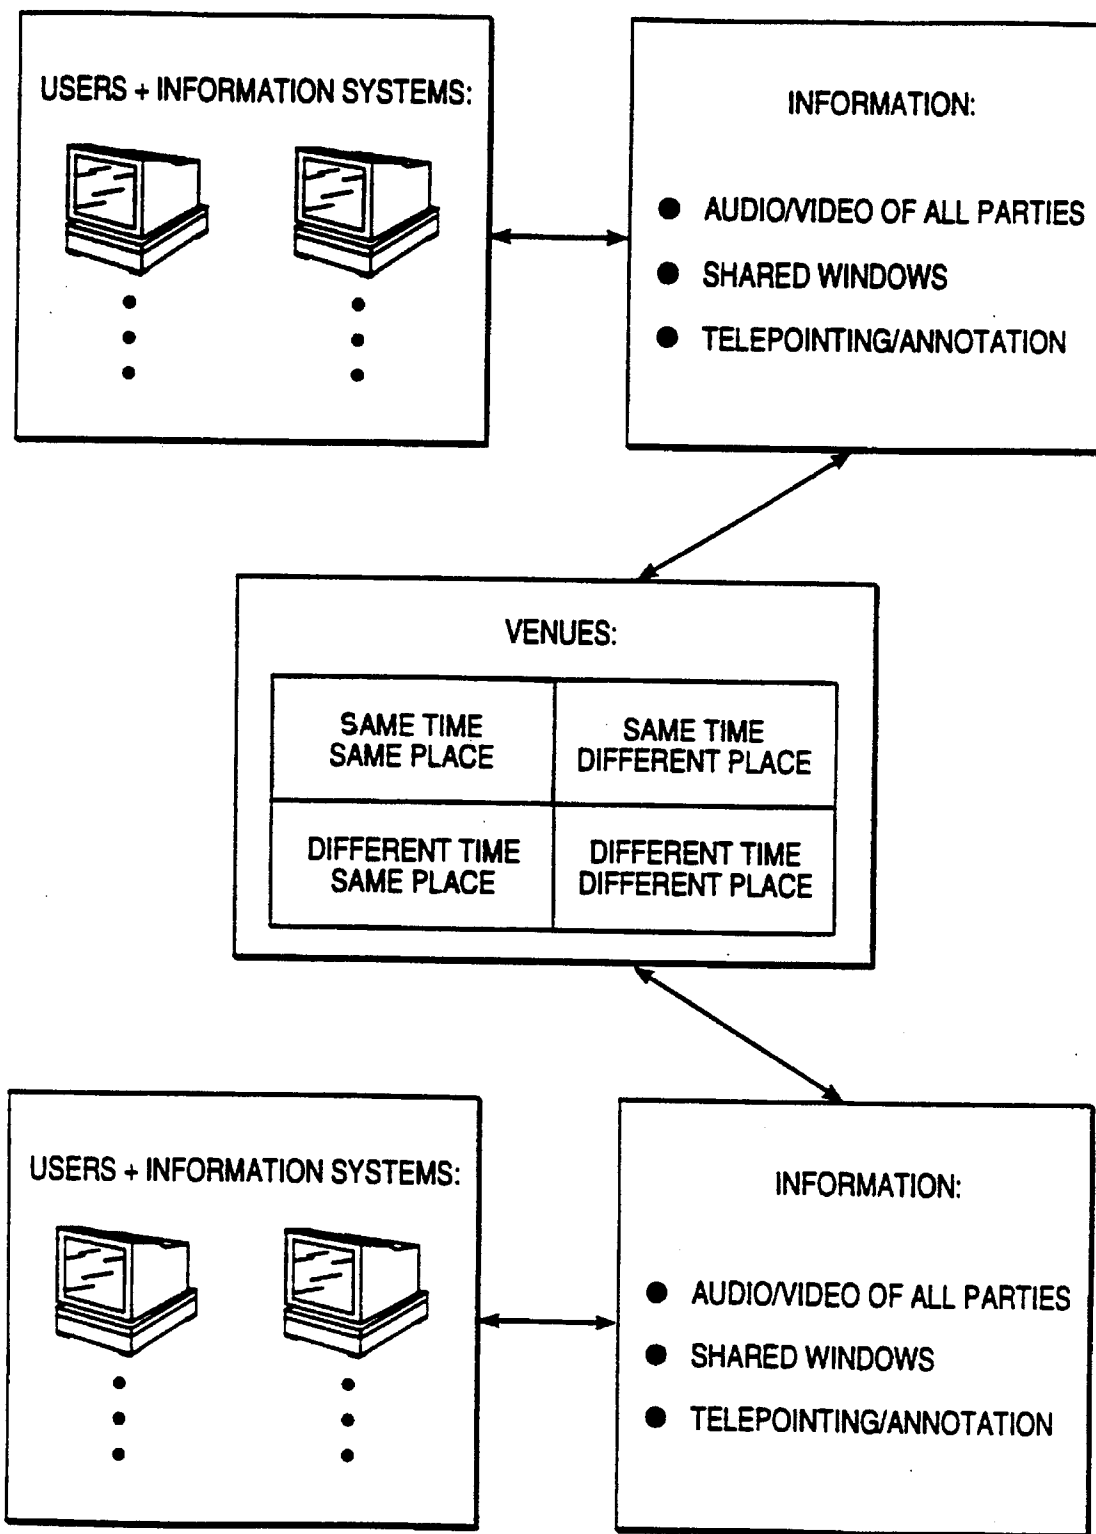 USERS + INFORMATION SYSTEMS:
INFORMATION:
AUDIO/VIDEO OF ALL PARTIES
SHARED WINDOWS
TELEPOINTING/ANNOTATION
VENUES:
SAME TIME
SAME PLACE
SAME TIME
DIFFERENT PLACE
DIFFERENT TIME
SAME PLACE
DIFFERENT TIME
DIFFERENT PLACE
USERS + INFORMATION SYSTEMS:
INFORMATION:
AUDIO/VIDEO OF ALL PARTIES
SHARED WINDOWS
TELEPOINTING/ANNOTATION